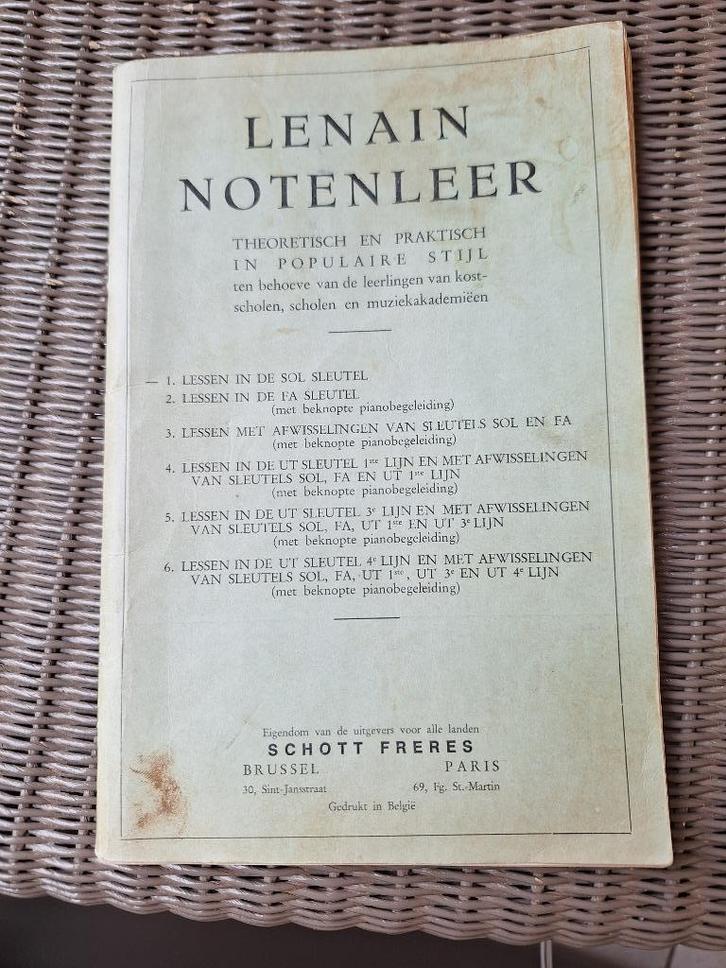 LENAIN
NOTENLEER
THEORETISCH EN PRAKTISCH
IN POPULAIRE STIJL
ten behoeve van de leerlingen van kost-
scholen, scholen en muziekakademiëen
— 1. LESSEN IN DE SOL SLEUTEL
2. LESSEN IN DE FA SLEUTEL
(met beknopte pianobegeleiding)
3. LESSEN MET AFWISSELINGEN VAN SLEUTELS SOL EN FA
(met beknopte pianobegeleiding)
4. LESSEN IN DE UT SLEUTEL 1ste LIJN EN MET AFWISSELINGEN
VAN SLEUTELS SOL, FA EN UT 1ste LIJN
(met beknopte pianobegeleiding)
5. LESSEN IN DE UT SLEUTEL 3e LIJN EN MET AFWISSELINGEN
VAN SLEUTELS SOL, FA, UT 1ste EN UT 3e LIJN
(met beknopte pianobegeleiding)
6. LESSEN IN DE UT SLEUTEL 4e LIJN EN MET AFWISSELINGEN
VAN SLEUTELS SOL, FA, UT 1ste, UT 3e EN UT 4e LIJN
(met beknopte pianobegeleiding)
Eigendom van de uitgevers voor alle landen
SCHOTT FRERES
BRUSSEL PARIS
30, Sint-Jansstraat 69, Fg. St.-Martin
Gedrukt in België